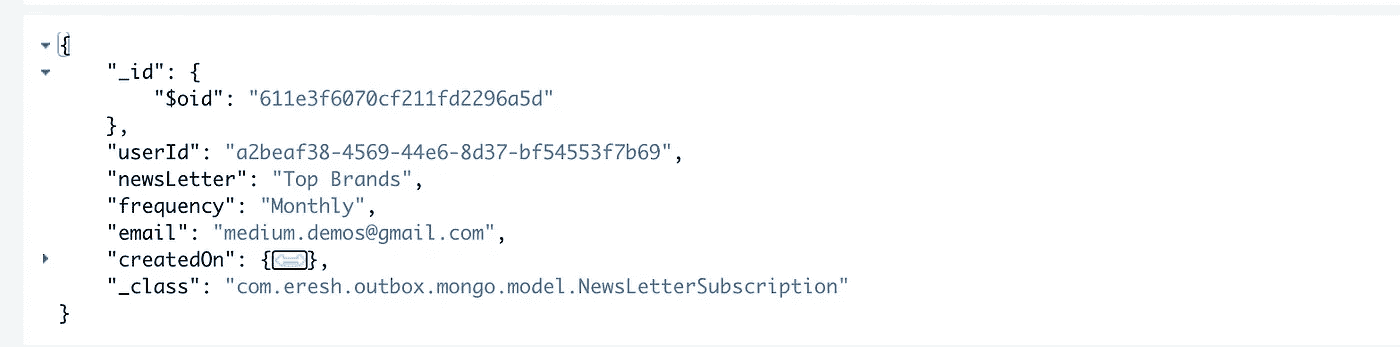 {
"_id": {
"$oid": "611e3f6070cf211fd2296a5d"
},
"userId": "a2beaf38-4569-44e6-8d37-bf54553f7b69",
"newsLetter": "Top Brands",
"frequency": "Monthly",
"email": "medium.demos@gmail.com",
"createdOn": {},
"_class": "com.eresh.outbox.mongo.model.NewsLetterSubscription"
}